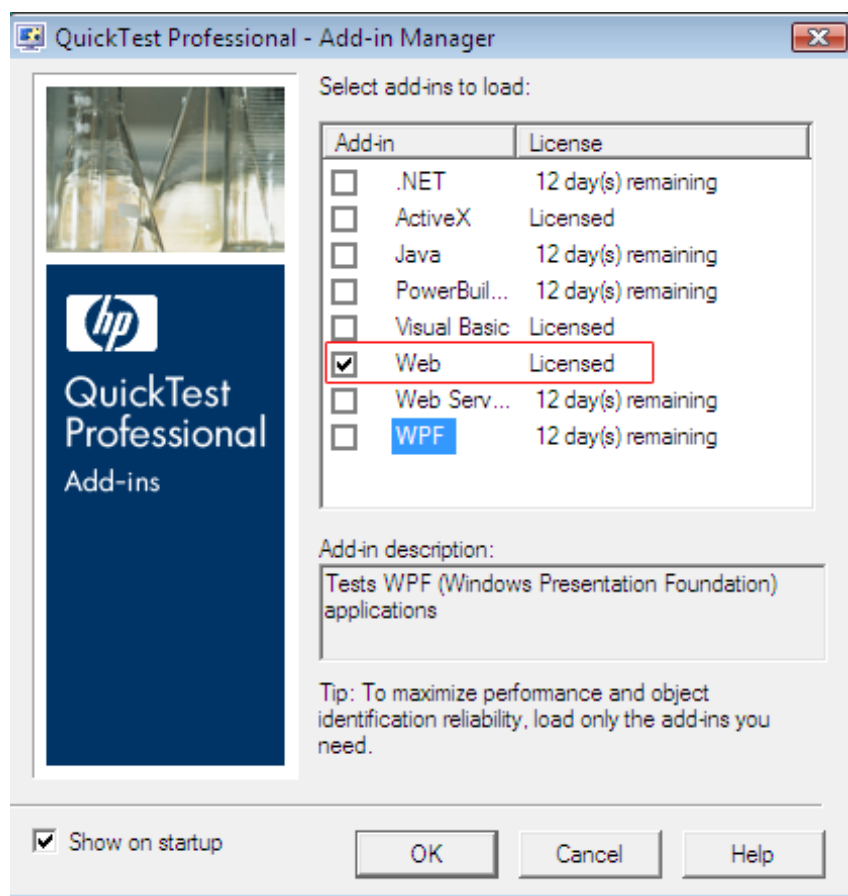 QuickTest Professional - Add-in Manager
Select add-ins to load:
Add-in License
.NET 12 day(s) remaining
ActiveX Licensed
Java 12 day(s) remaining
PowerBuil... 12 day(s) remaining
Visual Basic Licensed
Web Licensed
Web Serv... 12 day(s) remaining
WPF 12 day(s) remaining
hp
QuickTest
Professional
Add-ins
Add-in description:
Tests WPF (Windows Presentation Foundation)
applications
Tip: To maximize performance and object
identification reliability, load only the add-ins you
need.
Show on startup
OK Cancel Help